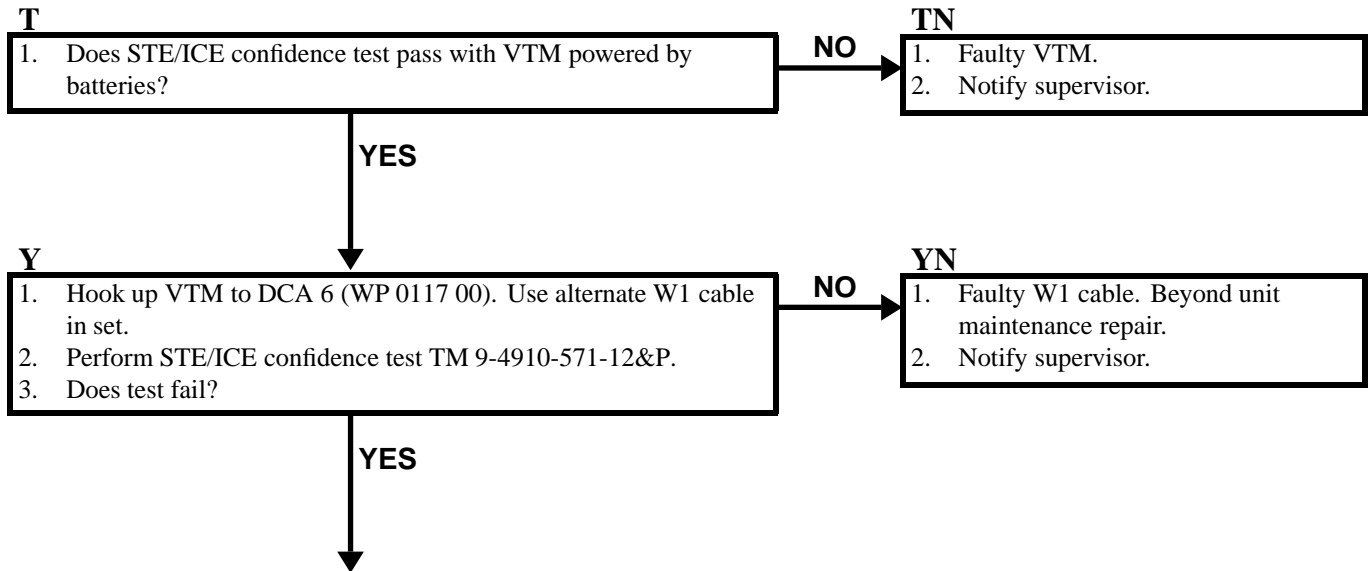 T
1. Does STE/ICE confidence test pass with VTM powered by
batteries?
NO
TN
1. Faulty VTM.
2. Notify supervisor.
YES
Y
1. Hook up VTM to DCA 6 (WP 0117 00). Use alternate W1 cable
in set.
2. Perform STE/ICE confidence test TM 9-4910-571-12&P.
3. Does test fail?
NO
YN
1. Faulty W1 cable. Beyond unit
maintenance repair.
2. Notify supervisor.
YES